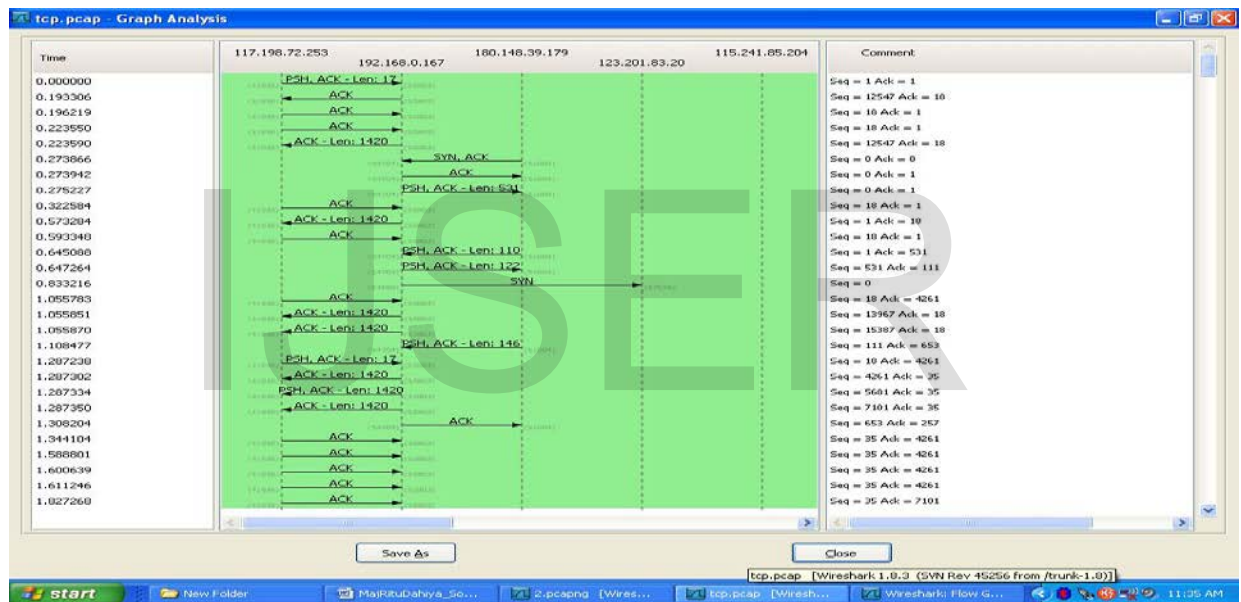 tcp.pcap - Graph Analysis
Time
117.198.72.253
192.168.0.167
180.148.39.179
123.201.83.20
115.241.85.204
Comment
0.000000 PSH, ACK - Len: 17 Seq = 1 Ack = 1
0.193306 ACK Seq = 12547 Ack = 18
0.196219 ACK Seq = 18 Ack = 1
0.223550 ACK Seq = 18 Ack = 1
0.223590 ACK - Len: 1420 Seq = 12547 Ack = 18
0.273866 SYN, ACK Seq = 0 Ack = 0
0.273942 ACK Seq = 0 Ack = 1
0.275227 PSH, ACK - Len: 531 Seq = 0 Ack = 1
0.322584 ACK Seq = 18 Ack = 1
0.573284 ACK - Len: 1420 Seq = 1 Ack = 18
0.593348 ACK Seq = 18 Ack = 1
0.645088 PSH, ACK - Len: 110 Seq = 1 Ack = 531
0.647264 PSH, ACK - Len: 122 Seq = 531 Ack = 111
0.833216 SYN Seq = 0
1.055783 ACK Seq = 18 Ack = 4261
1.055851 ACK - Len: 1420 Seq = 13967 Ack = 18
1.055870 ACK - Len: 1420 Seq = 15387 Ack = 18
1.108477 PSH, ACK - Len: 146 Seq = 111 Ack = 653
1.287238 PSH, ACK - Len: 17 Seq = 18 Ack = 4261
1.287302 ACK - Len: 1420 Seq = 4261 Ack = 35
1.287334 PSH, ACK - Len: 1420 Seq = 5681 Ack = 35
1.287350 ACK - Len: 1420 Seq = 7101 Ack = 35
1.308204 ACK Seq = 653 Ack = 257
1.344104 ACK Seq = 35 Ack = 4261
1.588801 ACK Seq = 35 Ack = 4261
1.600639 ACK Seq = 35 Ack = 4261
1.611246 ACK Seq = 35 Ack = 4261
1.827268 ACK Seq = 35 Ack = 7101
IJSER
Save As
Close
tcp.pcap [Wireshark 1.8.3 (SVN Rev 45256 from /trunk-1.8)]
start
New Folder
MajRituDahiya_So...
2.pcapng [Wires...
tcp.pcap [Wiresh...
Wireshark: Flow G...
11:35 AM